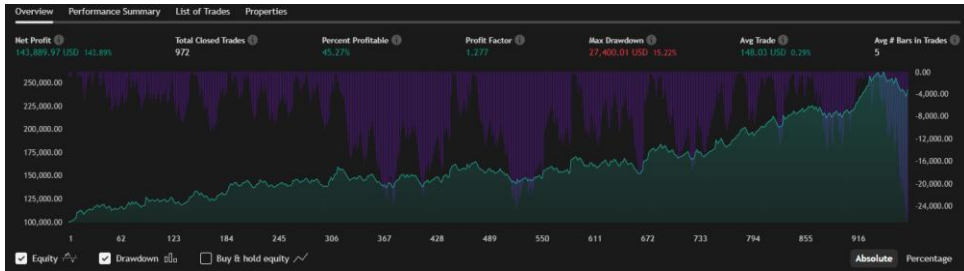 Overview Performance Summary List of Trades Properties
Net Profit Total Closed Trades Percent Profitable Profit Factor Max Drawdown Avg Trade Avg # Bars in Trades
143,889.97 USD 143.89% 972 45.27% 1.277 27,400.01 USD 15.22% 148.03 USD 0.29% 5
0.00
250,000.00 -4,000.00
225,000.00 -8,000.00
200,000.00 -12,000.00
175,000.00
150,000.00 -16,000.00
125,000.00 -20,000.00
100,000.00 -24,000.00
1 62 123 184 245 306 367 428 489 550 611 672 733 794 855 916
Equity Drawdown Buy & hold equity Absolute Percentage